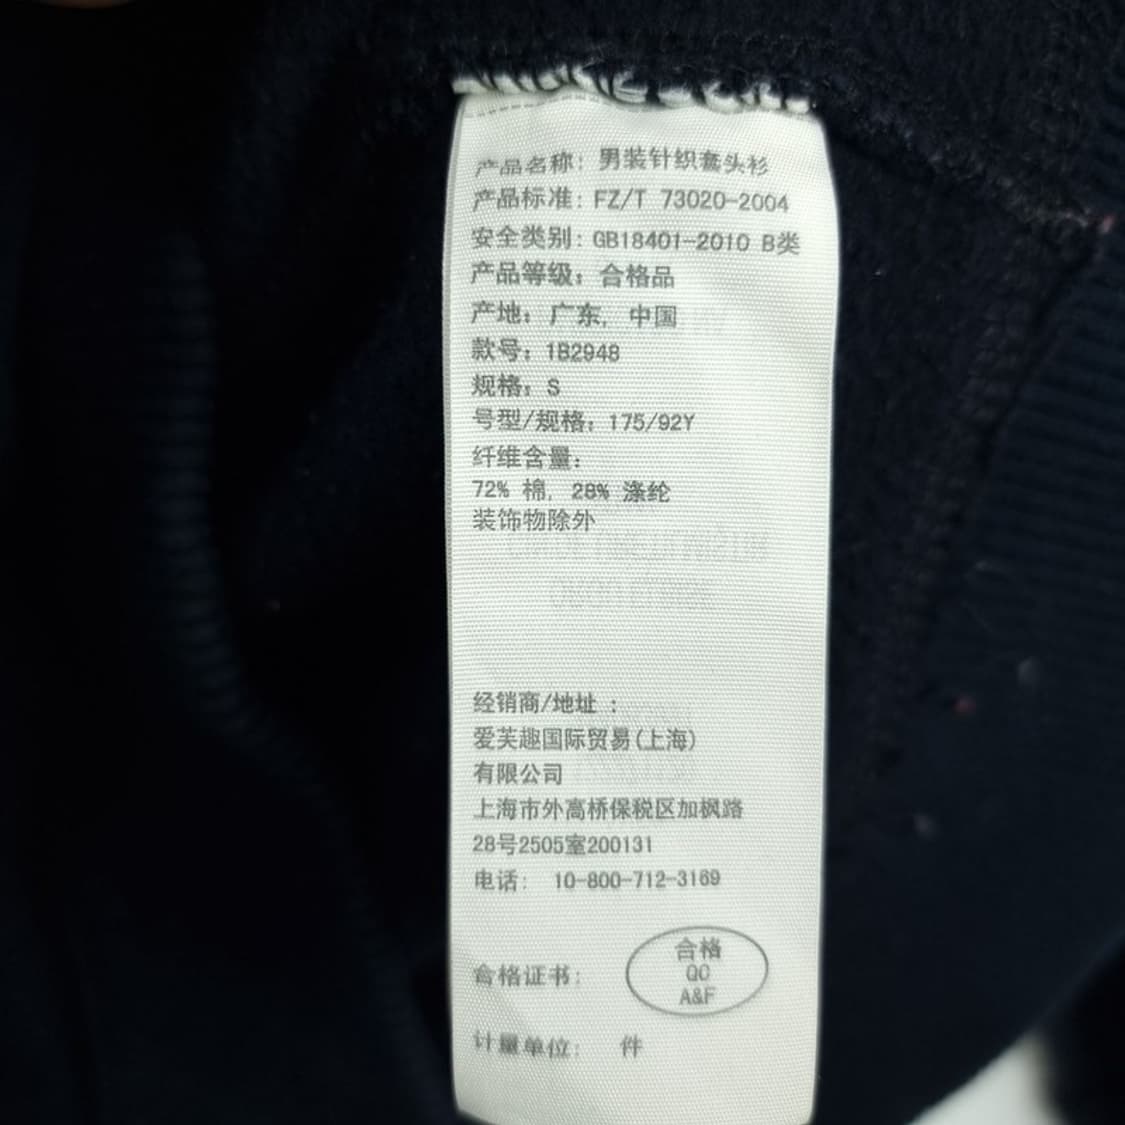 产品名称：男装针织套头衫
产品标准：FZ/T 73020-2004
安全类别：GB18401-2010 B类
产品等级：合格品
产地：广东, 中国
款号：1B2948
规格：S
号型/规格：175/92Y
纤维含量：
72% 棉, 28% 涤纶
装饰物除外
经销商/地址 ：
爱芙趣国际贸易(上海)
有限公司
上海市外高桥保税区加枫路
28号2505室200131
电话： 10-800-712-3169
合格证书：
合格
QC
A&F
计量单位： 件